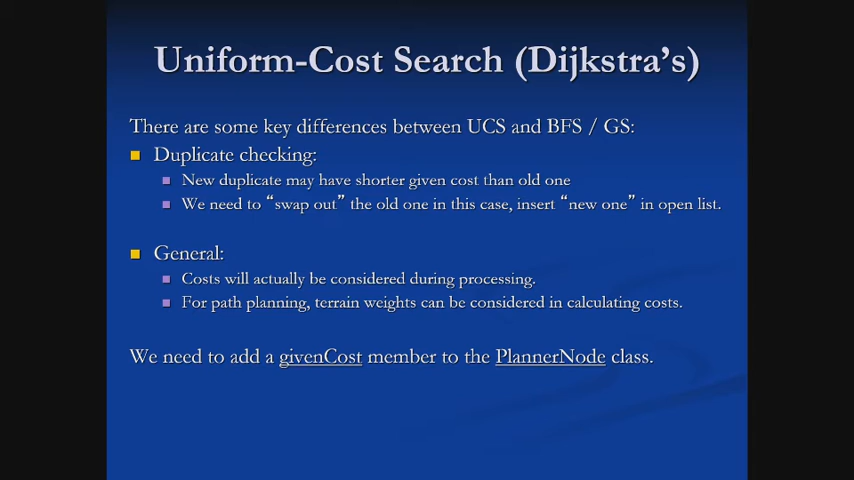 Uniform-Cost Search (Dijkstra’s)
There are some key differences between UCS and BFS / GS:
Duplicate checking:
New duplicate may have shorter given cost than old one
We need to “swap out” the old one in this case, insert “new one” in open list.
General:
Costs will actually be considered during processing.
For path planning, terrain weights can be considered in calculating costs.
We need to add a givenCost member to the PlannerNode class.